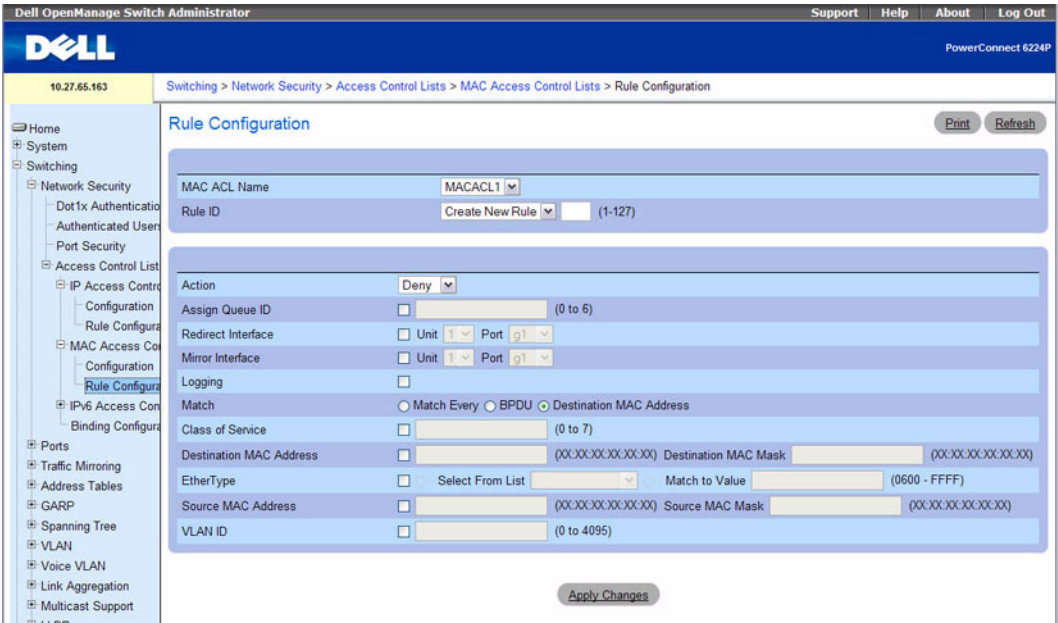 Dell OpenManage Switch Administrator Support Help About Log Out
DELL
PowerConnect 6224P
10.27.65.163
Switching > Network Security > Access Control Lists > MAC Access Control Lists > Rule Configuration
Home
System
Switching
Network Security
Dot1x Authenticatio
Authenticated Users
Port Security
Access Control List
IP Access Contro
Configuration
Rule Configura
MAC Access Co
Configuration
Rule Configura
IPv6 Access Con
Binding Configura
Ports
Traffic Mirroring
Address Tables
GARP
Spanning Tree
VLAN
Voice VLAN
Link Aggregation
Multicast Support
Rule Configuration
Print Refresh
MAC ACL Name MACACL1
Rule ID Create New Rule (1-127)
Action Deny
Assign Queue ID (0 to 6)
Redirect Interface Unit 1 Port g1
Mirror Interface Unit 1 Port g1
Logging
Match Match Every BPDU Destination MAC Address
Class of Service (0 to 7)
Destination MAC Address (XX:XX:XX:XX:XX:XX) Destination MAC Mask (XX:XX:XX:XX:XX:XX)
EtherType Select From List Match to Value (0600 - FFFF)
Source MAC Address (XX:XX:XX:XX:XX:XX) Source MAC Mask (XX:XX:XX:XX:XX:XX)
VLAN ID (0 to 4095)
Apply Changes